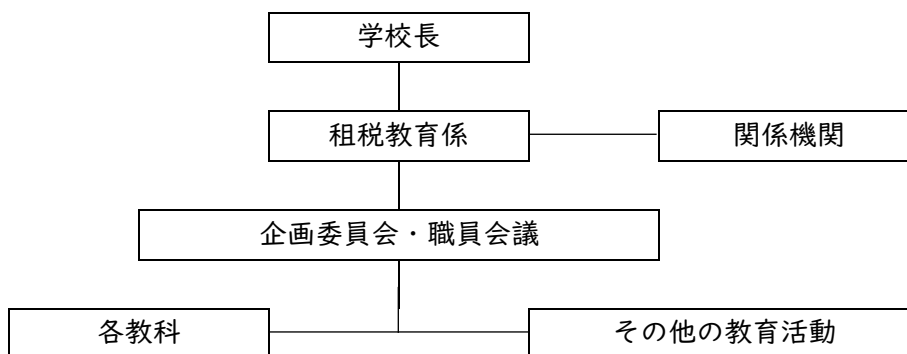 学校長
租税教育係
関係機関
企画委員会・職員会議
各教科
その他の教育活動